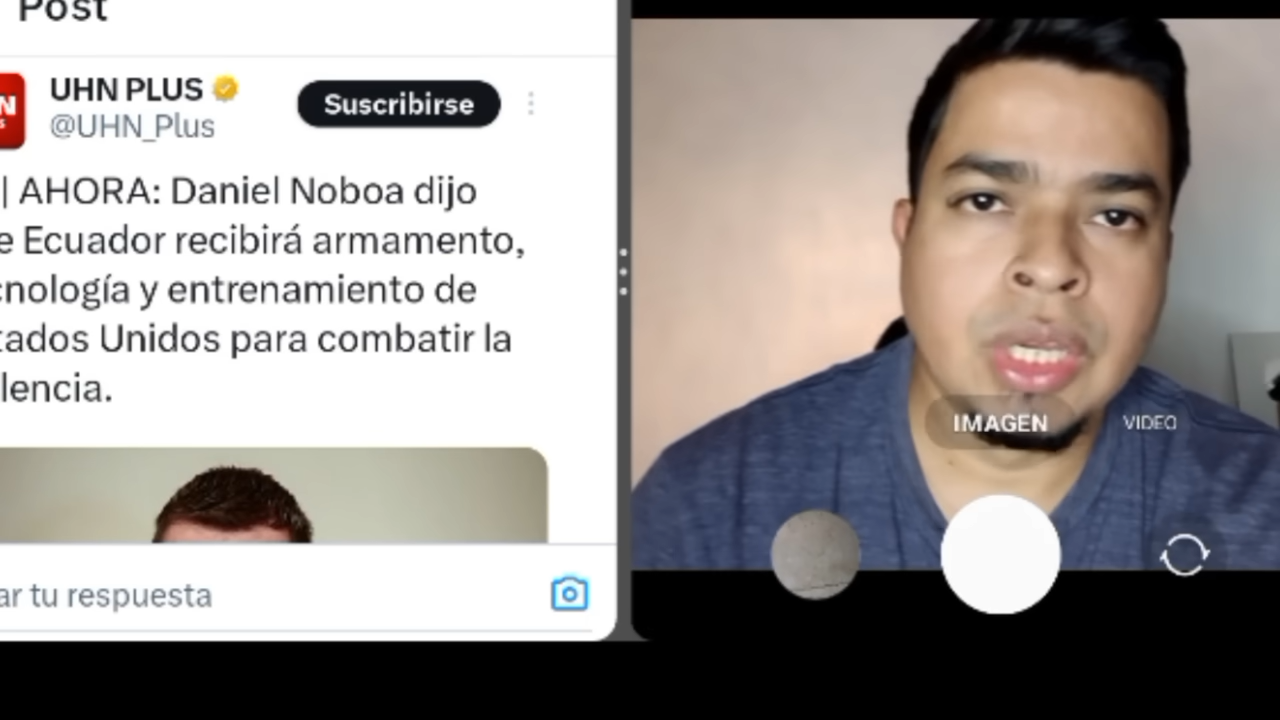 Post
UHN PLUS
Suscribirse
@UHN_Plus
| AHORA: Daniel Noboa dijo
e Ecuador recibirá armamento,
cnología y entrenamiento de
tados Unidos para combatir la
lencia.
ar tu respuesta
IMAGEN
VIDEO